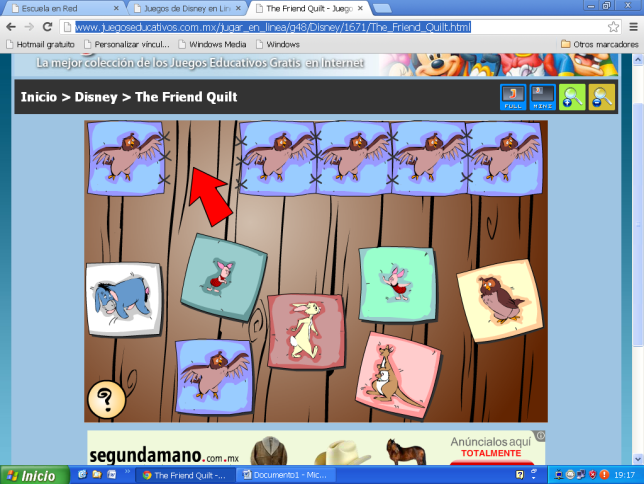 Escuela en Red
Juegos de Disney en Lin
The Friend Quilt - Juego
www.juegoseducativos.com.mx/jugar_en_linea/g48/Disney/1671/The_Friend_Quilt.html
Hotmail gratuito
Personalizar víncul...
Windows Media
Windows
Otros marcadores
La mejor colección de los Juegos Educativos Gratis en Internet
Inicio > Disney > The Friend Quilt
FULL
MINI
?
segundamano.com.mx
Anúncialos aquí
TOTALMENTE
Inicio
The Friend Quilt -...
Documento1 - Mic...
19:17